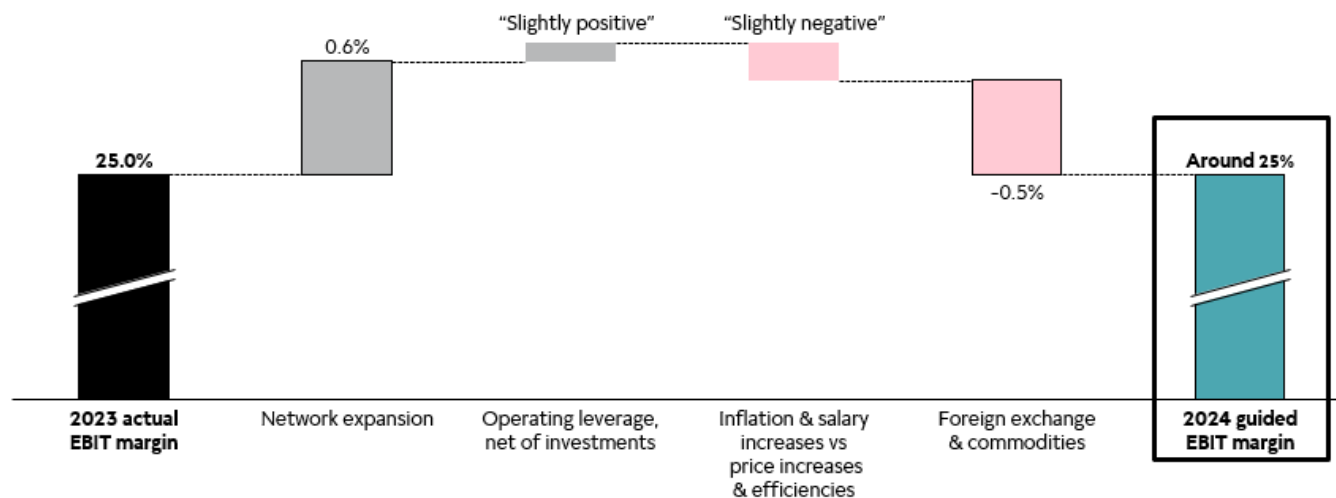 “Slightly positive”
“Slightly negative”
0.6%
25.0%
Around 25%
-0.5%
2023 actual
EBIT margin
Network expansion
Operating leverage,
net of investments
Inflation & salary
increases vs
price increases
& efficiencies
Foreign exchange
& commodities
2024 guided
EBIT margin